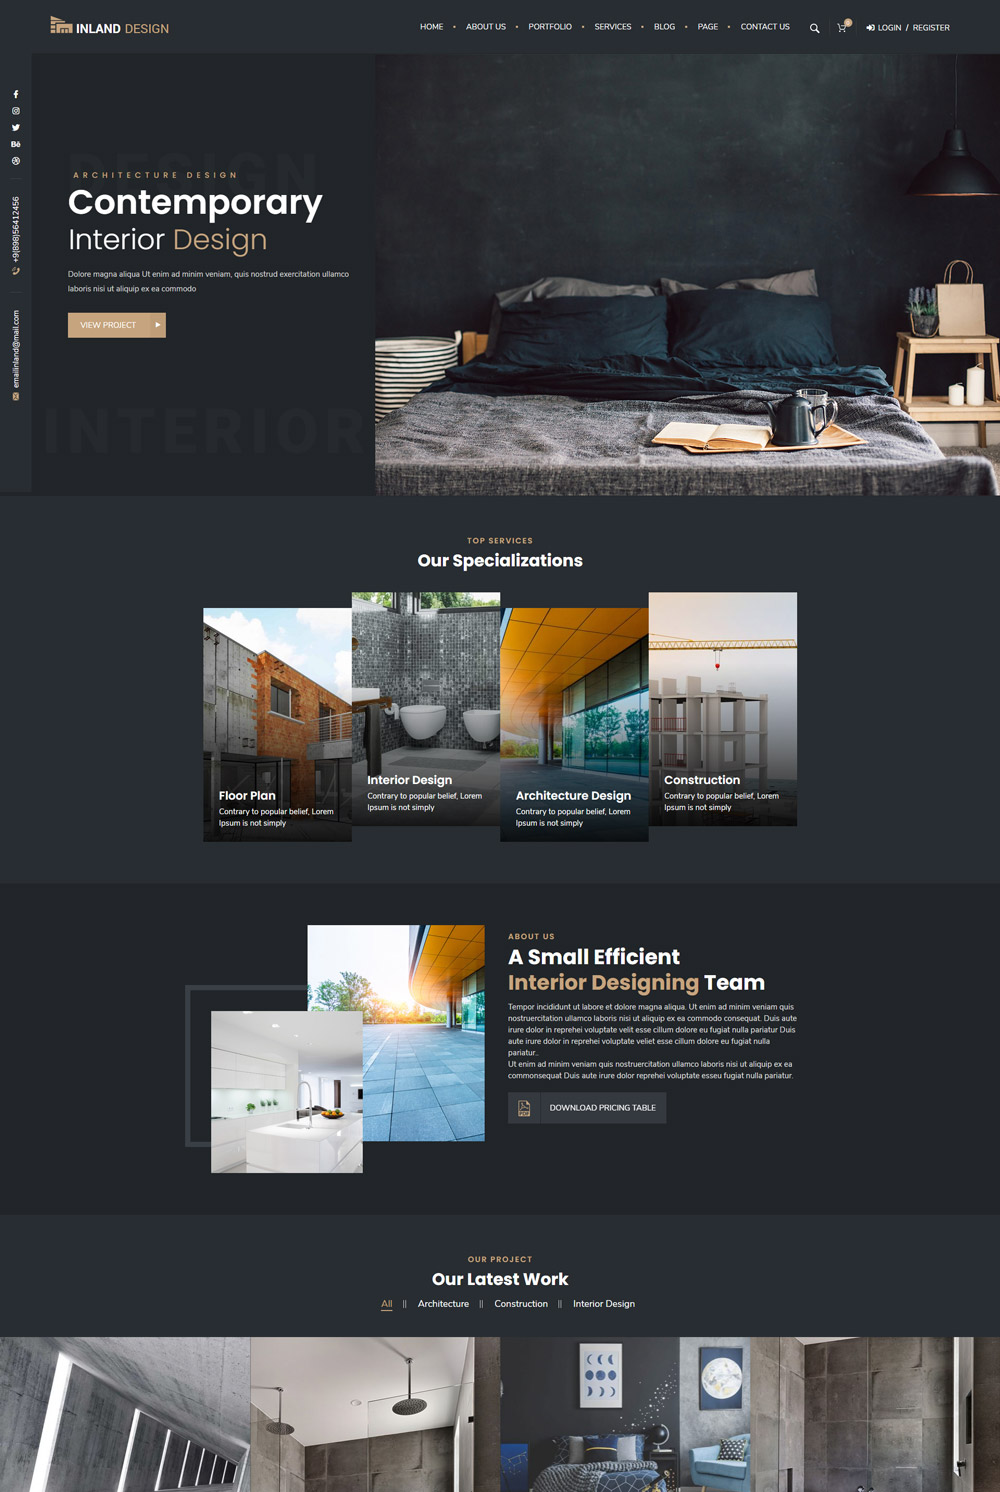 INLAND DESIGN
HOME • ABOUT US • PORTFOLIO • SERVICES • BLOG • PAGE • CONTACT US
LOGIN / REGISTER
+9(898)56412456
emailinland@mail.com
DESIGN
ARCHITECTURE DESIGN
Contemporary
Interior Design
Dolore magna aliqua Ut enim ad minim veniam, quis nostrud exercitation ullamco
laboris nisi ut aliquip ex ea commodo
VIEW PROJECT
INTERIOR
TOP SERVICES
Our Specializations
Floor Plan
Contrary to popular belief, Lorem
Ipsum is not simply
Interior Design
Contrary to popular belief, Lorem
Ipsum is not simply
Architecture Design
Contrary to popular belief, Lorem
Ipsum is not simply
Construction
Contrary to popular belief, Lorem
Ipsum is not simply
ABOUT US
A Small Efficient
Interior Designing Team
Tempor incididunt ut labore et dolore magna aliqua. Ut enim ad minim veniam quis
nostruercitation ullamco laboris nisi ut aliquip ex ea commodo consequat. Duis aute
irure dolor in reprehei voluptate velit esse cillum dolore eu fugiat nulla pariatur Duis
aute irure dolor in reprehei voluptate veliet esse cillum dolore eu fugiat nulla
pariatur..
Ut enim ad minim veniam quis nostruercitation ullamco laboris nisi ut aliquip ex ea
commonsequat Duis aute irure dolor reprehei voluptate esseu fugiat nulla pariatur.
PDF
DOWNLOAD PRICING TABLE
OUR PROJECT
Our Latest Work
All || Architecture || Construction || Interior Design